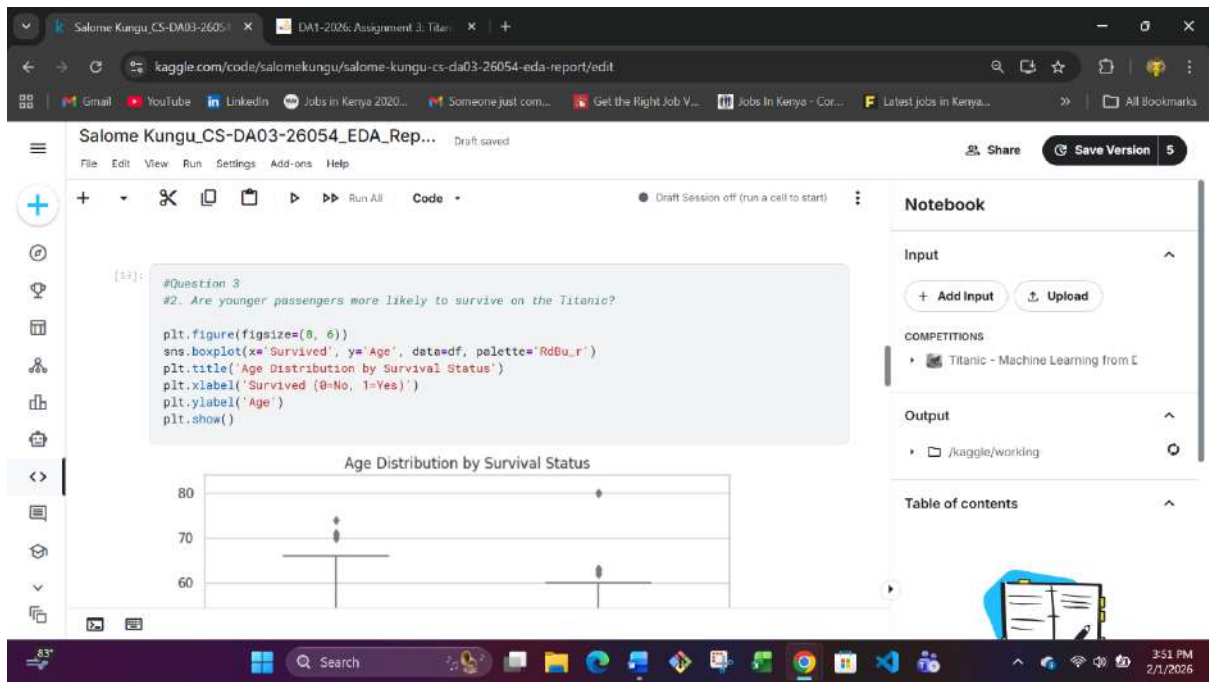 Salome Kungu_CS-DA03-2605
DA1-2026: Assignment 3: Titan
kaggle.com/code/salomekungu/salome-kungu-cs-da03-26054-eda-report/edit
Gmail
YouTube
LinkedIn
Jobs in Kenya 2020...
Someone just com...
Get the Right Job V...
Jobs In Kenya - Cor...
Latest jobs in Kenya...
All Bookmarks
Salome Kungu_CS-DA03-26054_EDA_Rep...
Draft saved
File Edit View Run Settings Add-ons Help
Share
Save Version 5
Run All
Code
Draft Session off (run a cell to start)
Notebook
Input
+ Add Input
Upload
COMPETITIONS
Titanic - Machine Learning from D
Output
/kaggle/working
Table of contents
#Question 3
#2. Are younger passengers more likely to survive on the Titanic?
plt.figure(figsize=(8, 6))
sns.boxplot(x='Survived', y='Age', data=df, palette='RdBu_r')
plt.title('Age Distribution by Survival Status')
plt.xlabel('Survived (0=No, 1=Yes)')
plt.ylabel('Age')
plt.show()
Age Distribution by Survival Status
80
70
60
83°
Search
3:51 PM
2/1/2026